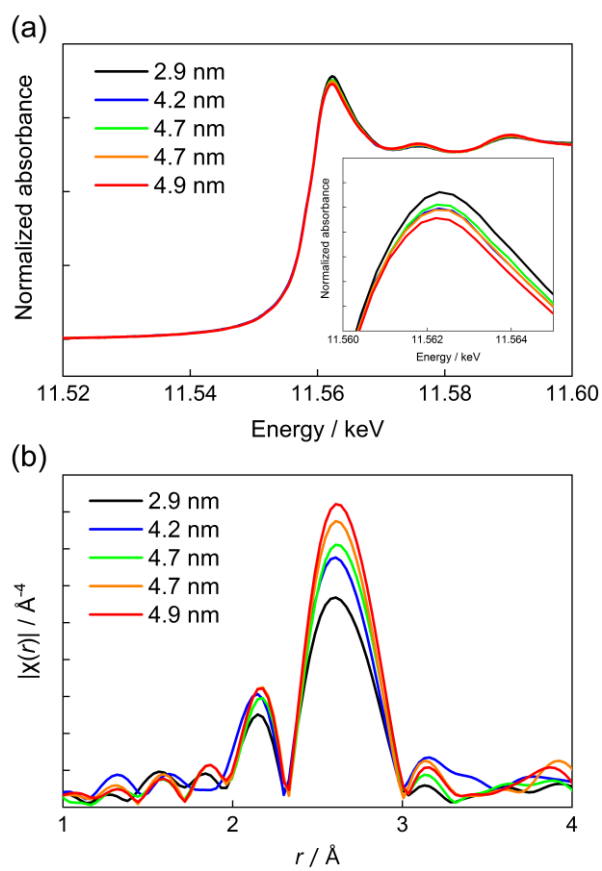 (a)
2.9 nm
4.2 nm
4.7 nm
4.7 nm
4.9 nm
Normalized absorbance
Normalized absorbance
11.560 11.562 11.564
Energy / keV
11.52 11.54 11.56 11.58 11.60
Energy / keV
(b)
2.9 nm
4.2 nm
4.7 nm
4.7 nm
4.9 nm
|χ(r)| / Å⁻⁴
1 2 3 4
r / Å